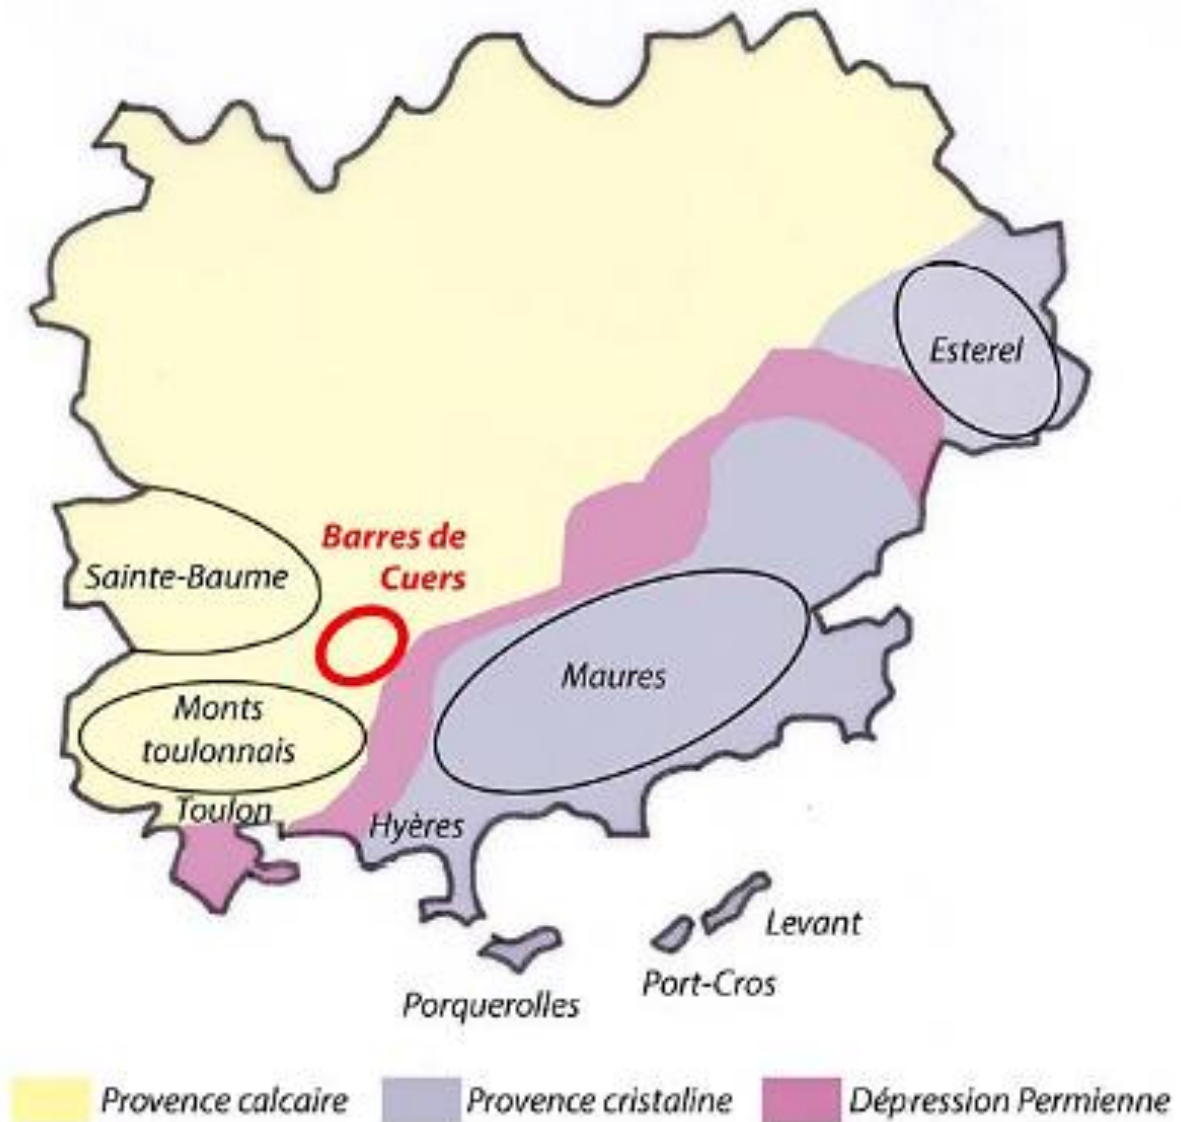 Esterel
Barres de
Cuers
Sainte-Baume
Maures
Monts
toulonnais
Toulon
Hyères
Levant
Port-Cros
Porquerolles
Provence calcaire
Provence cristaline
Dépression Permienne